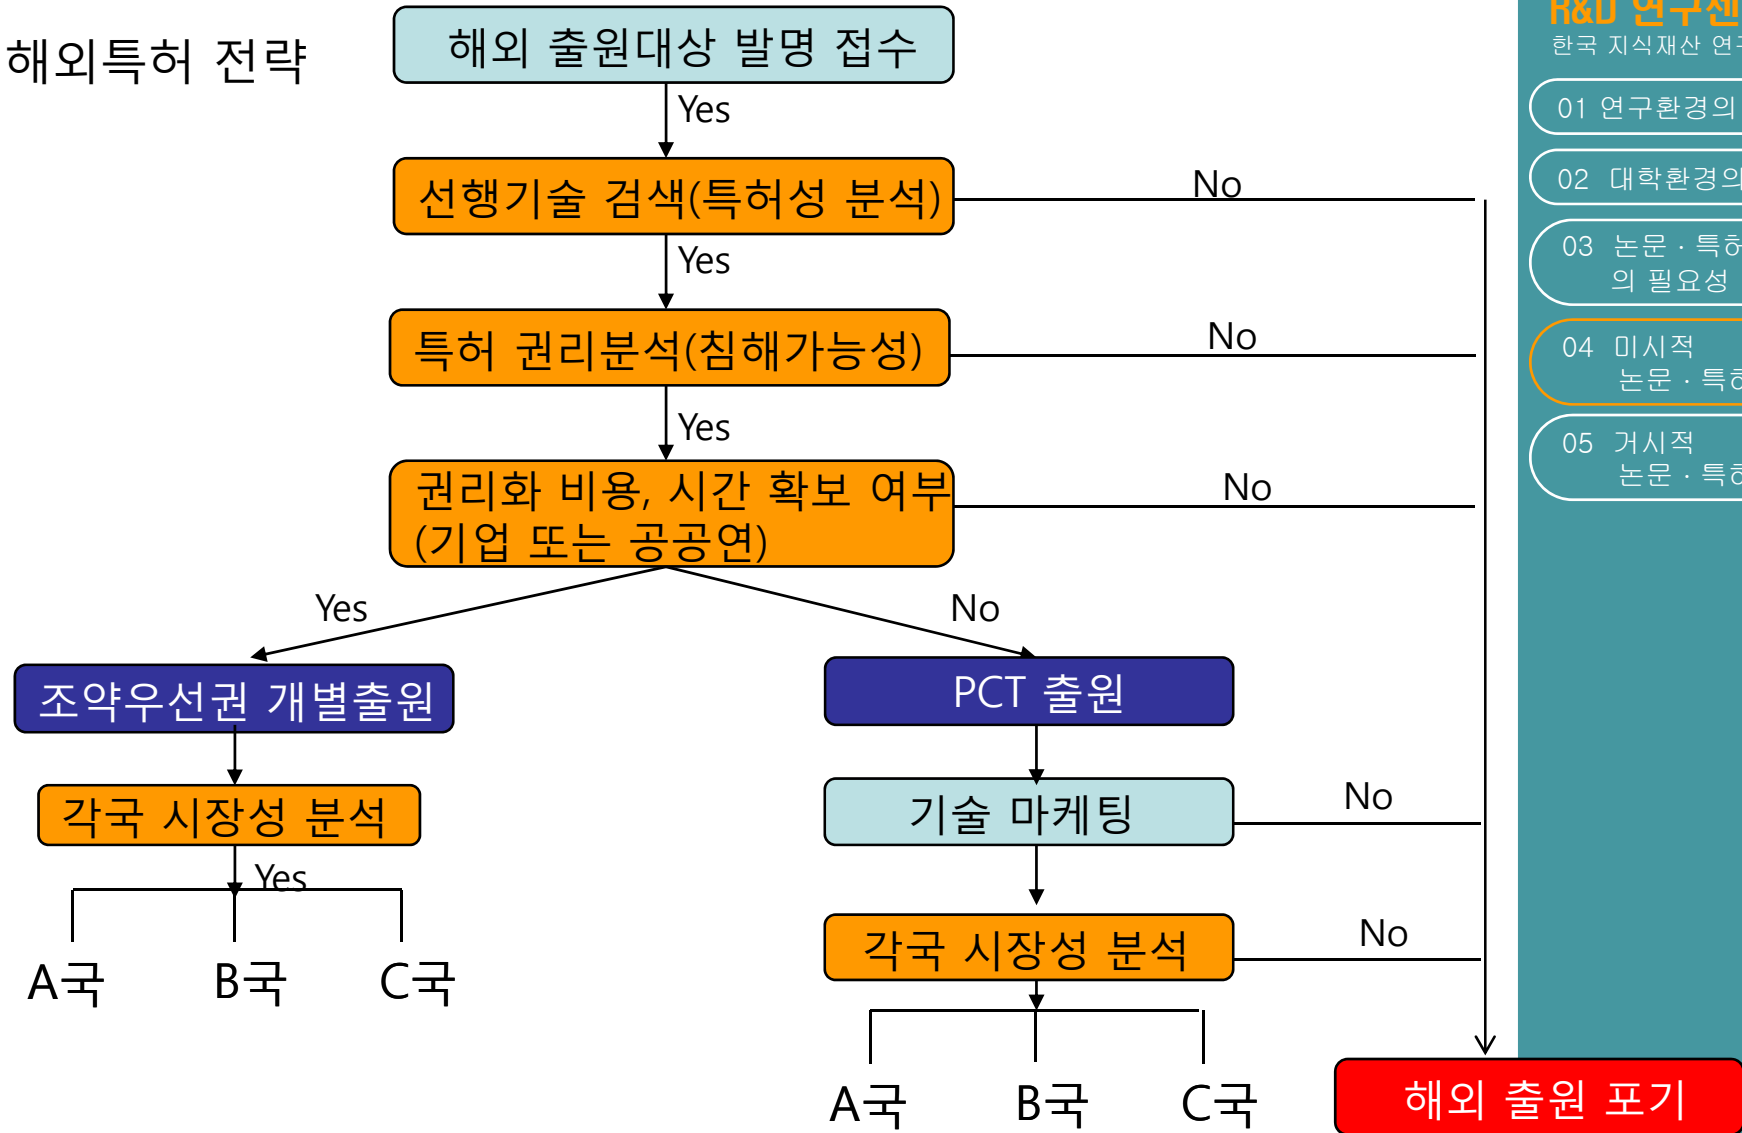 해외특허 전략
해외 출원대상 발명 접수
Yes
선행기술 검색(특허성 분석)
No
Yes
특허 권리분석(침해가능성)
No
Yes
권리화 비용, 시간 확보 여부
(기업 또는 공공연)
No
Yes
No
조약우선권 개별출원
PCT 출원
각국 시장성 분석
Yes
A국
B국
C국
기술 마케팅
No
각국 시장성 분석
No
A국
B국
C국
해외 출원 포기
R&D
한국 지식재산
01 연구환경의
02 대학환경의
03 논문 · 특허
의 필요성
04 미시적
논문 · 특허
05 거시적
논문 · 특허